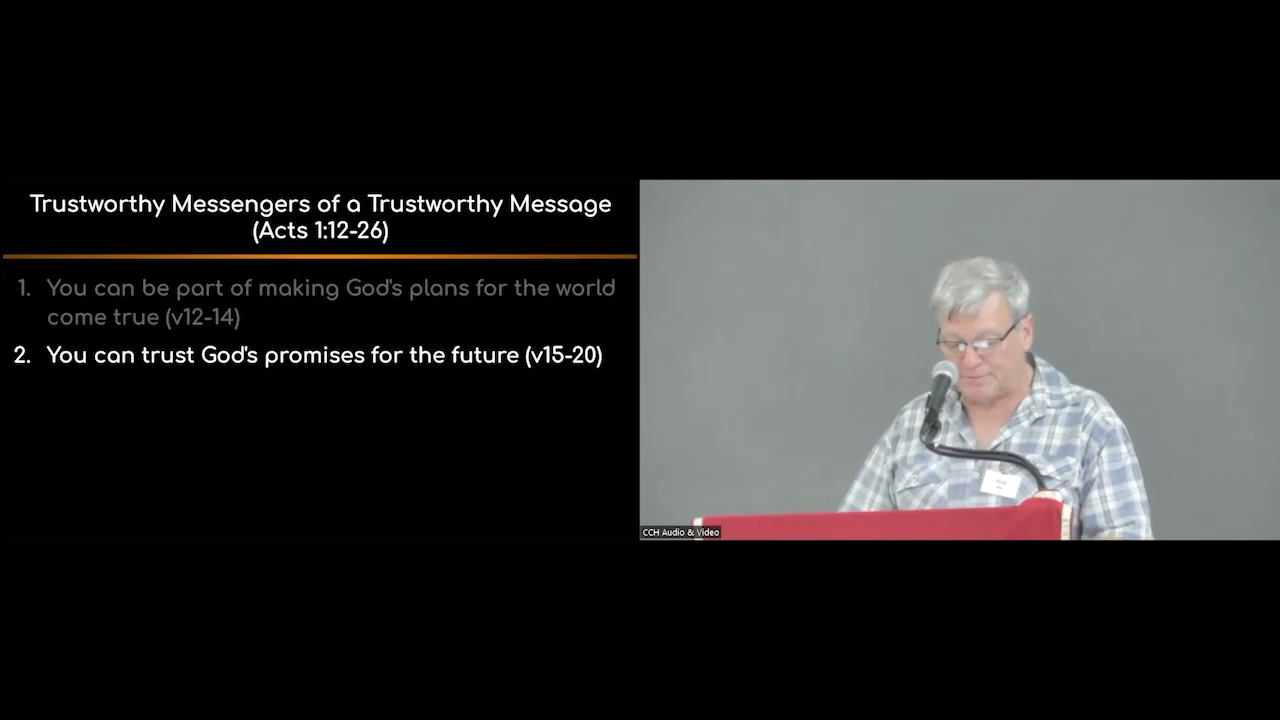 Trustworthy Messengers of a Trustworthy Message
(Acts 1:12-26)
1. You can be part of making God's plans for the world
come true (v12-14)
2. You can trust God's promises for the future (v15-20)
CCH Audio & Video